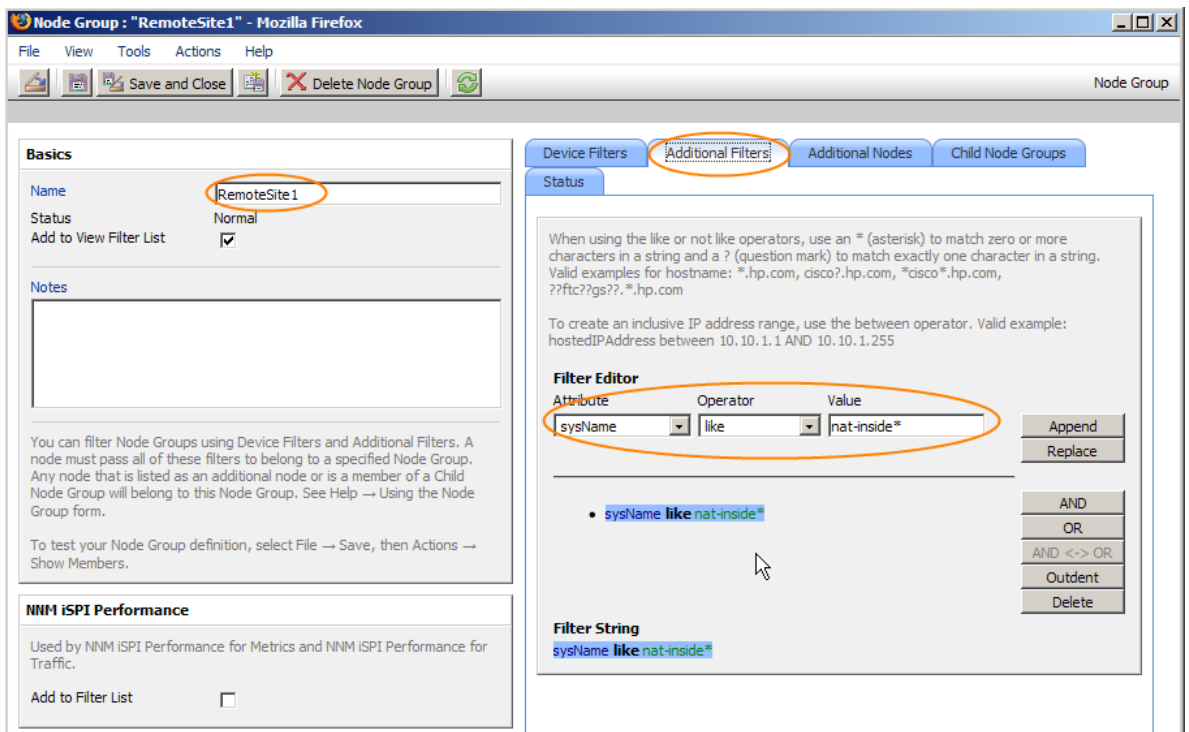 Node Group : "RemoteSite1" - Mozilla Firefox
File View Tools Actions Help
Save and Close Delete Node Group Node Group
Basics
Name RemoteSite1
Status Normal
Add to View Filter List
Notes
You can filter Node Groups using Device Filters and Additional Filters. A
node must pass all of these filters to belong to a specified Node Group.
Any node that is listed as an additional node or is a member of a Child
Node Group will belong to this Node Group. See Help → Using the Node
Group form.
To test your Node Group definition, select File → Save, then Actions →
Show Members.
NNM iSPI Performance
Used by NNM iSPI Performance for Metrics and NNM iSPI Performance for
Traffic.
Add to Filter List
Device Filters Additional Filters Additional Nodes Child Node Groups
Status
When using the like or not like operators, use an * (asterisk) to match zero or more
characters in a string and a ? (question mark) to match exactly one character in a string.
Valid examples for hostname: *.hp.com, cisco?.hp.com, *cisco*.hp.com,
??ftc??gs??.*.hp.com
To create an inclusive IP address range, use the between operator. Valid example:
hostedIPAddress between 10.10.1.1 AND 10.10.1.255
Filter Editor
Attribute Operator Value
sysName like nat-inside*
Append
Replace
sysName like nat-inside*
AND
OR
AND <-> OR
Outdent
Delete
Filter String
sysName like nat-inside*